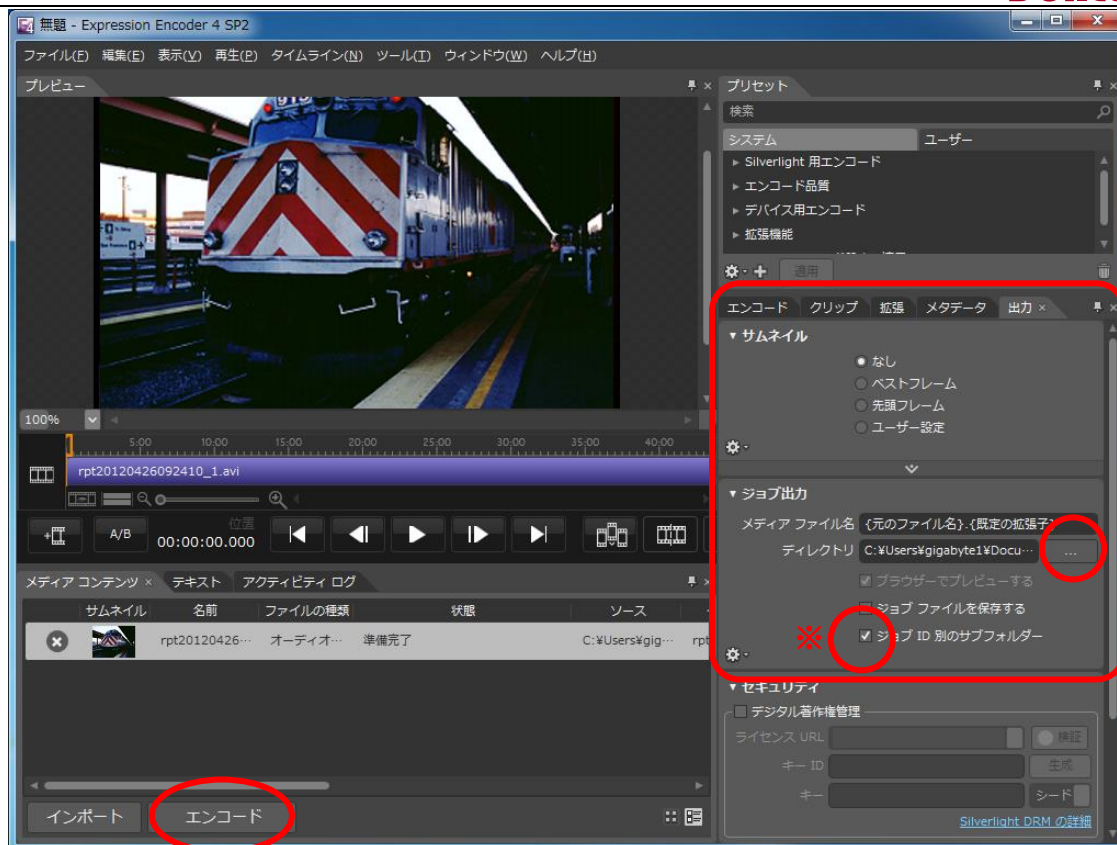 無題 - Expression Encoder 4 SP2
ファイル(F) 編集(E) 表示(V) 再生(P) タイムライン(N) ツール(T) ウィンドウ(W) ヘルプ(H)
プレビュー
915
100%
5:00 10:00 15:00 20:00 25:00 30:00 35:00 40:00
rpt20120426092410_1.avi
A/B
位置
00:00:00.000
メディア コンテンツ × テキスト アクティビティ ログ
サムネイル 名前 ファイルの種類 状態 ソース
rpt20120426… オーディオ… 準備完了 C:¥Users¥gig… rpt
インポート エンコード
プリセット
検索
システム ユーザー
Silverlight 用エンコード
エンコード品質
デバイス用エンコード
拡張機能
適用
エンコード クリップ 拡張 メタデータ 出力 ×
サムネイル
なし
ベストフレーム
先頭フレーム
ユーザー設定
ジョブ出力
メディア ファイル名 {元のファイル名}.{既定の拡張子}
ディレクトリ C:¥Users¥gigabyte1¥Docu… ...
ブラウザーでプレビューする
ジョブ ファイルを保存する
※ ジョブ ID 別のサブフォルダー
セキュリティ
デジタル著作権管理
ライセンス URL 検証
キー ID 生成
キー シード
Silverlight DRM の詳細